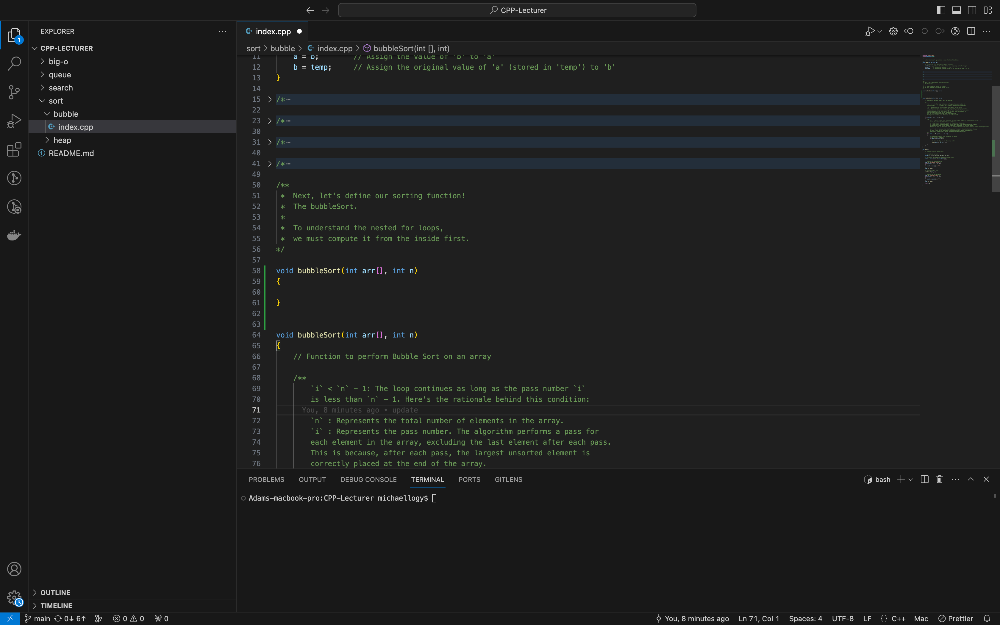 CPP-Lecturer
EXPLORER
1
CPP-LECTURER
big-o
queue
search
sort
bubble
index.cpp
heap
README.md
OUTLINE
TIMELINE
index.cpp
sort > bubble > index.cpp > bubbleSort(int [], int)
11 a = b; // Assign the value of 'b' to 'a'
12 b = temp; // Assign the original value of 'a' (stored in 'temp') to 'b'
13 }
14
15 /*⋯
22
23 /*⋯
30
31 /*⋯
40
41 /*⋯
49
50 /**
51 * Next, let's define our sorting function!
52 * The bubbleSort.
53 *
54 * To understand the nested for loops,
55 * we must compute it from the inside first.
56 */
57
58 void bubbleSort(int arr[], int n)
59 {
60
61 }
62
63
64 void bubbleSort(int arr[], int n)
65 {
66 // Function to perform Bubble Sort on an array
67
68 /**
69 `i` < `n` - 1: The loop continues as long as the pass number `i`
70 is less than `n` - 1. Here's the rationale behind this condition:
71 You, 8 minutes ago • update
72 `n` : Represents the total number of elements in the array.
73 `i` : Represents the pass number. The algorithm performs a pass for
74 each element in the array, excluding the last element after each pass.
75 This is because, after each pass, the largest unsorted element is
76 correctly placed at the end of the array.
PROBLEMS OUTPUT DEBUG CONSOLE TERMINAL PORTS GITLENS
bash
Adams-macbook-pro:CPP-Lecturer michaellogy$
main 0↓ 6↑ 0 0 0
You, 8 minutes ago Ln 71, Col 1 Spaces: 4 UTF-8 LF {} C++ Mac Prettier